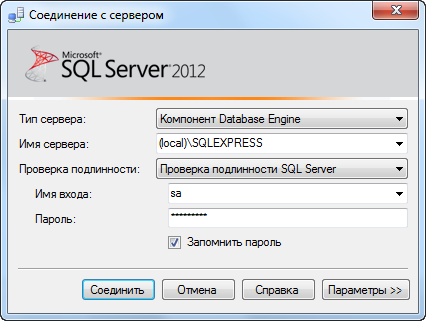 Соединение с сервером
Microsoft
SQL Server 2012
Тип сервера: Компонент Database Engine
Имя сервера: (local)\SQLEXPRESS
Проверка подлинности: Проверка подлинности SQL Server
Имя входа: sa
Пароль: *********
Запомнить пароль
Соединить Отмена Справка Параметры >>